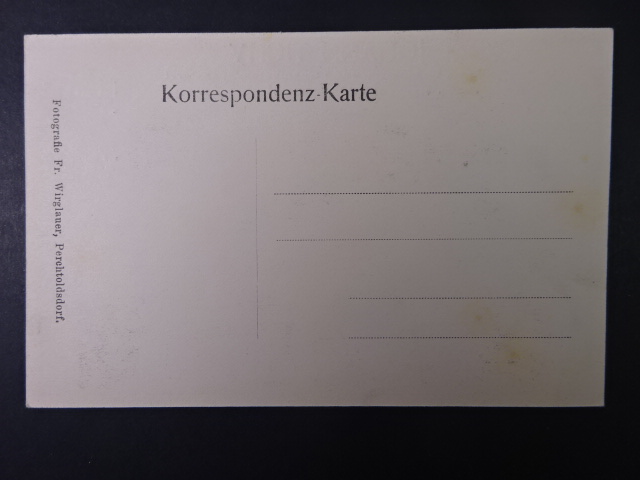 Korrespondenz-Karte
Fotografie Fr. Wirglauer, Perchtoldsdorf.